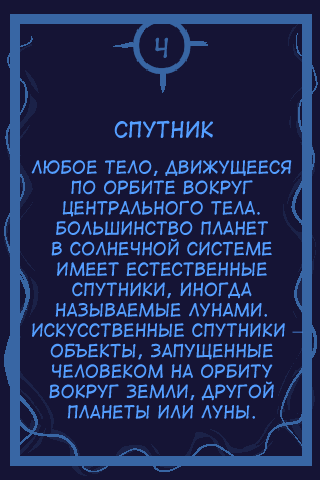 4
СПУТНИК
ЛЮБОЕ ТЕЛО, ДВИЖУЩЕЕСЯ
ПО ОРБИТЕ ВОКРУГ
ЦЕНТРАЛЬНОГО ТЕЛА.
БОЛЬШИНСТВО ПЛАНЕТ
В СОЛНЕЧНОЙ СИСТЕМЕ
ИМЕЕТ ЕСТЕСТВЕННЫЕ
СПУТНИКИ, ИНОГДА
НАЗЫВАЕМЫЕ ЛУНАМИ.
ИСКУССТВЕННЫЕ СПУТНИКИ —
ОБЪЕКТЫ, ЗАПУЩЕННЫЕ
ЧЕЛОВЕКОМ НА ОРБИТУ
ВОКРУГ ЗЕМЛИ, ДРУГОЙ
ПЛАНЕТЫ ИЛИ ЛУНЫ.